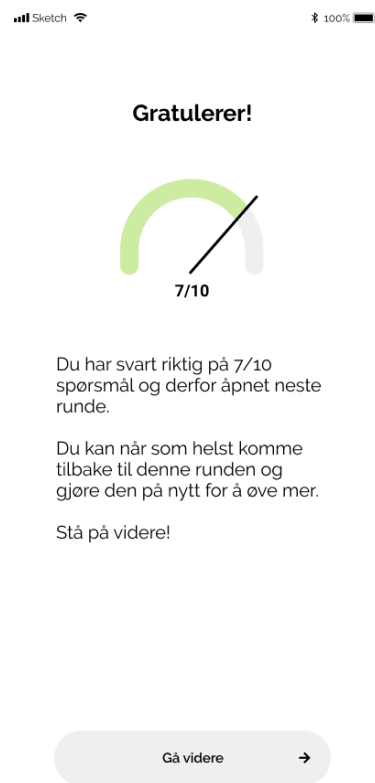 Sketch 100%
Gratulerer!
7/10
Du har svart riktig på 7/10
spørsmål og derfor åpnet neste
runde.
Du kan når som helst komme
tilbake til denne runden og
gjøre den på nytt for å øve mer.
Stå på videre!
Gå videre